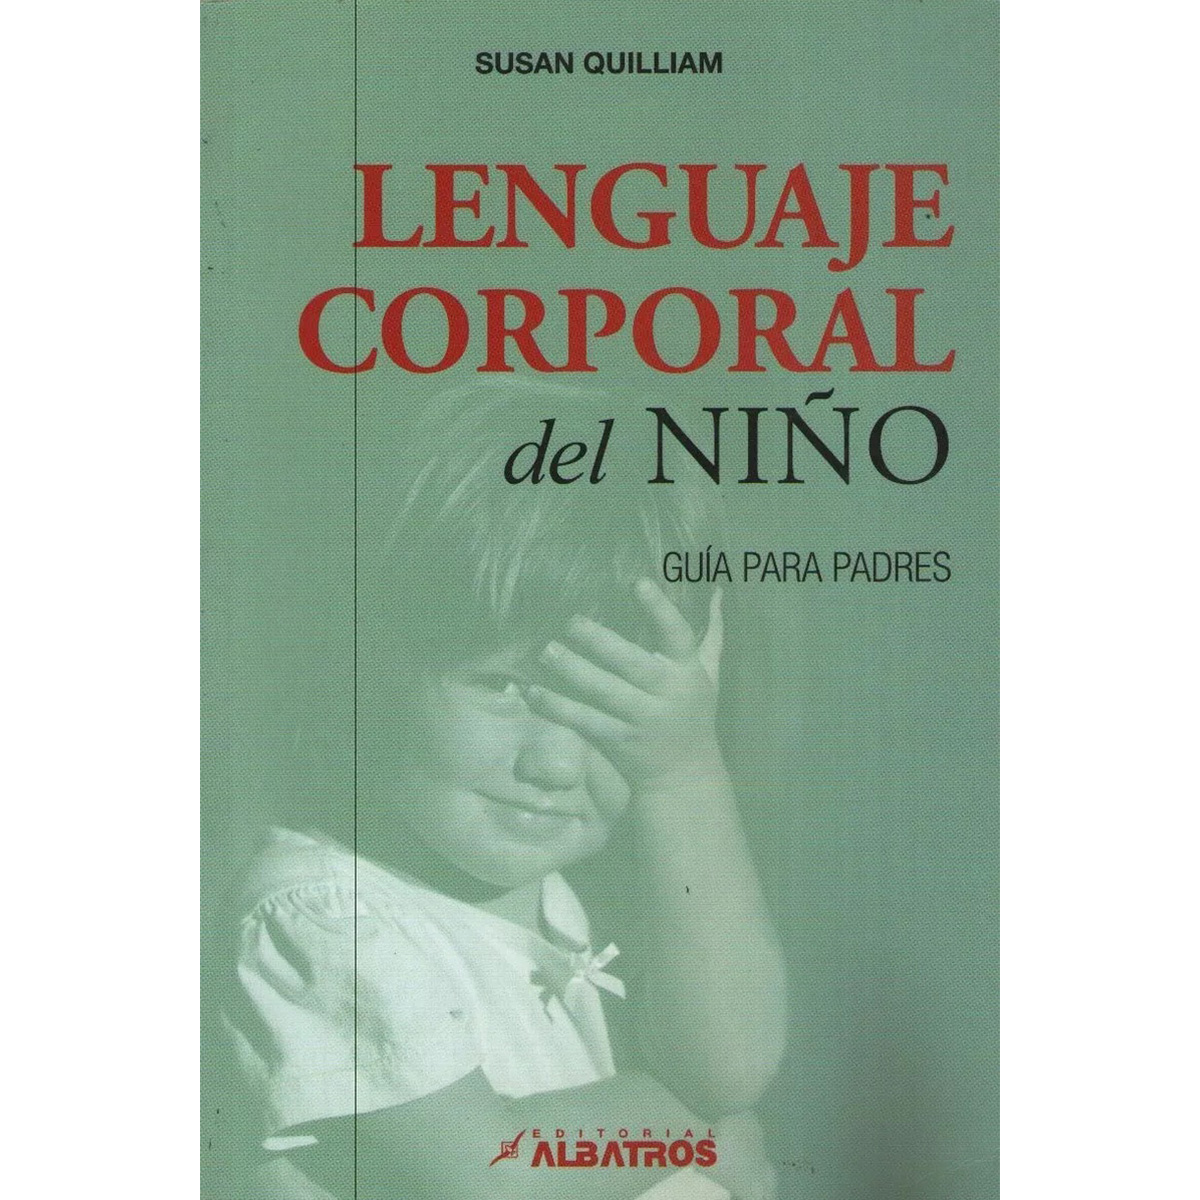 SUSAN QUILLIAM
LENGUAJE
CORPORAL
del NIÑO
GUÍA PARA PADRES
EDITORIAL
ALBATROS